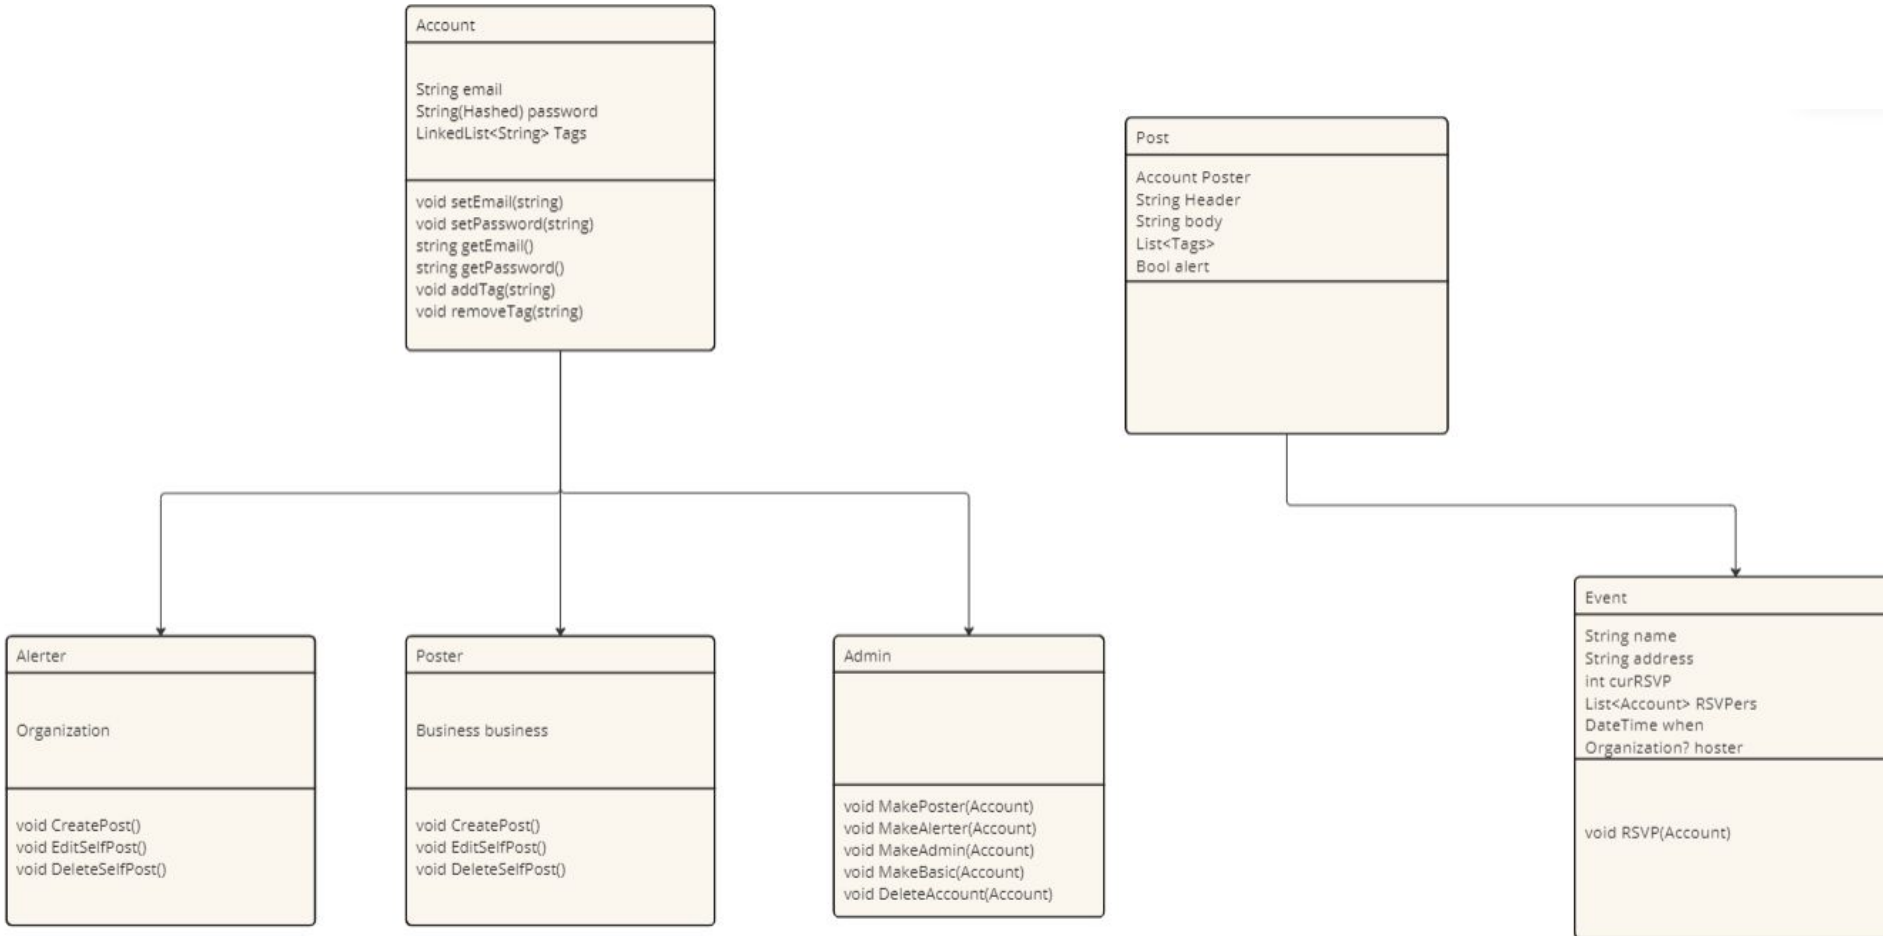 Account
String email
String(Hashed) password
LinkedList<String> Tags
void setEmail(string)
void setPassword(string)
string getEmail()
string getPassword()
void addTag(string)
void removeTag(string)
Post
Account Poster
String Header
String body
List<Tags>
Bool alert
Alerter
Organization
void CreatePost()
void EditSelfPost()
void DeleteSelfPost()
Poster
Business business
void CreatePost()
void EditSelfPost()
void DeleteSelfPost()
Admin
void MakePoster(Account)
void MakeAlerter(Account)
void MakeAdmin(Account)
void MakeBasic(Account)
void DeleteAccount(Account)
Event
String name
String address
int curRSVP
List<Account> RSVPers
DateTime when
Organization? hoster
void RSVP(Account)